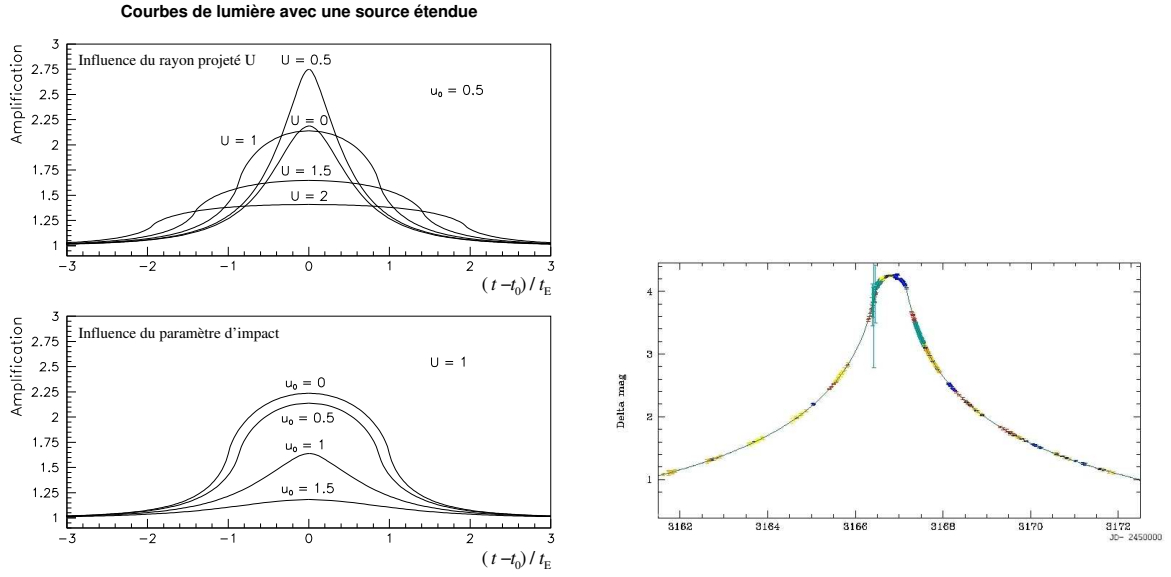 Courbes de lumière avec une source étendue
Amplification
3
2.75
2.5
2.25
2
1.75
1.5
1.25
1
Influence du rayon projeté U
U = 0.5
u₀ = 0.5
U = 0
U = 1
U = 1.5
U = 2
−3 −2 −1 0 1 2 3
(t −t₀) / tE
Amplification
3
2.75
2.5
2.25
2
1.75
1.5
1.25
1
Influence du paramètre d'impact
U = 1
u₀ = 0
u₀ = 0.5
u₀ = 1
u₀ = 1.5
−3 −2 −1 0 1 2 3
(t −t₀) / tE
Delta mag
4
3
2
1
3162 3164 3166 3168 3170 3172
JD- 2450000